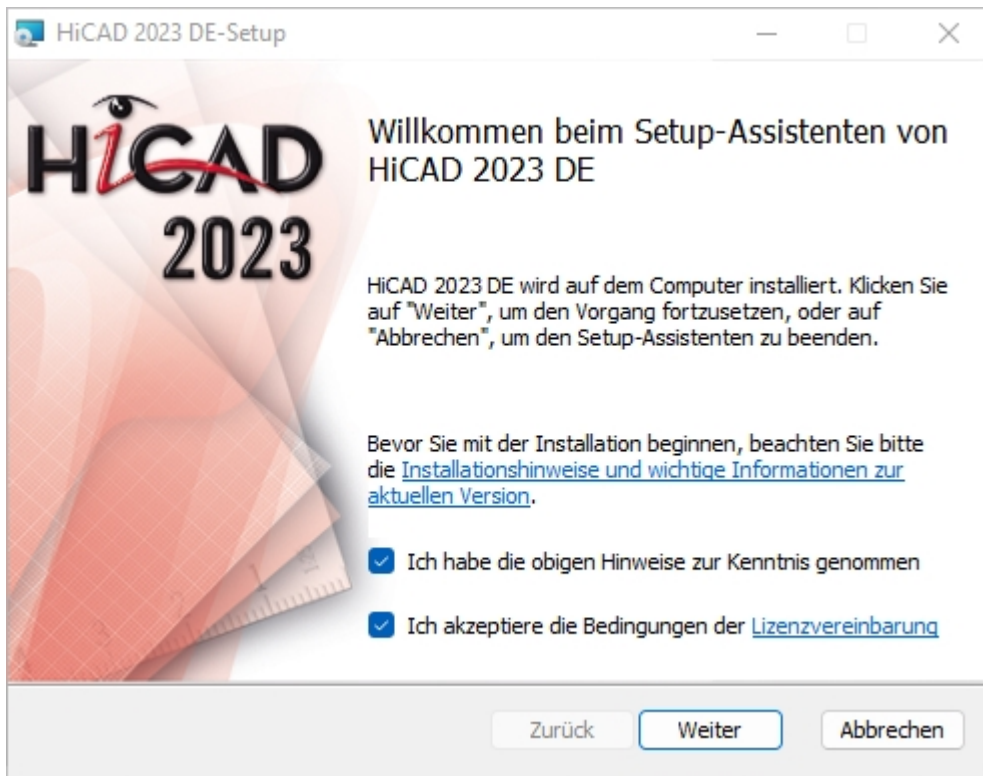 HiCAD 2023 DE-Setup
HiCAD
2023
Willkommen beim Setup-Assistenten von
HiCAD 2023 DE
HiCAD 2023 DE wird auf dem Computer installiert. Klicken Sie
auf "Weiter", um den Vorgang fortzusetzen, oder auf
"Abbrechen", um den Setup-Assistenten zu beenden.
Bevor Sie mit der Installation beginnen, beachten Sie bitte
die Installationshinweise und wichtige Informationen zur
aktuellen Version.
Ich habe die obigen Hinweise zur Kenntnis genommen
Ich akzeptiere die Bedingungen der Lizenzvereinbarung
Zurück Weiter Abbrechen